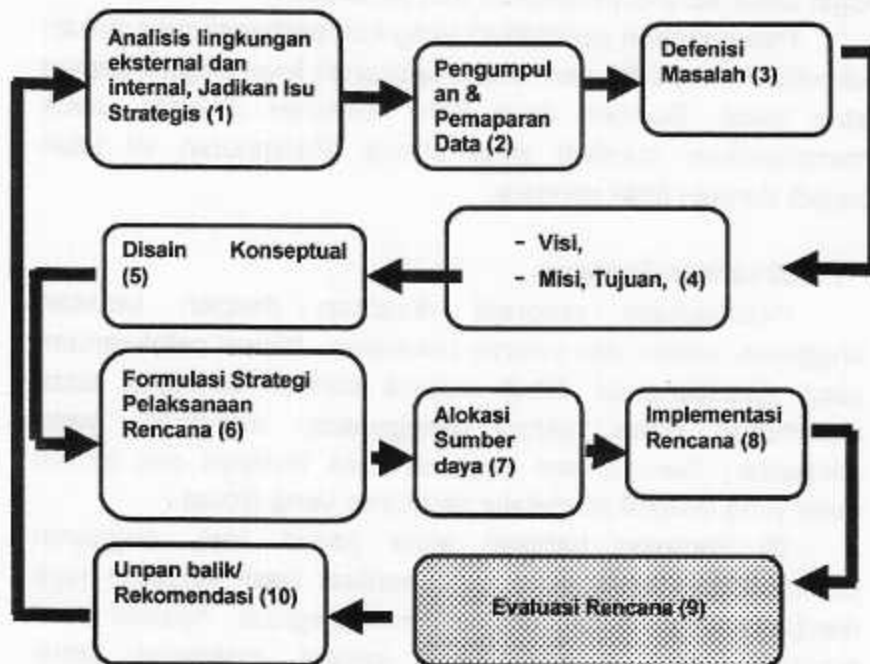 Analisis lingkungan
eksternal dan
internal, Jadikan Isu
Strategis (1)
Pengumpul
an &
Pemaparan
Data (2)
Defenisi
Masalah (3)
- Visi,
- Misi, Tujuan, (4)
Disain Konseptual
(5)
Formulasi Strategi
Pelaksanaan
Rencana (6)
Alokasi
Sumber
daya (7)
Implementasi
Rencana (8)
Evaluasi Rencana (9)
Unpan balik/
Rekomendasi (10)